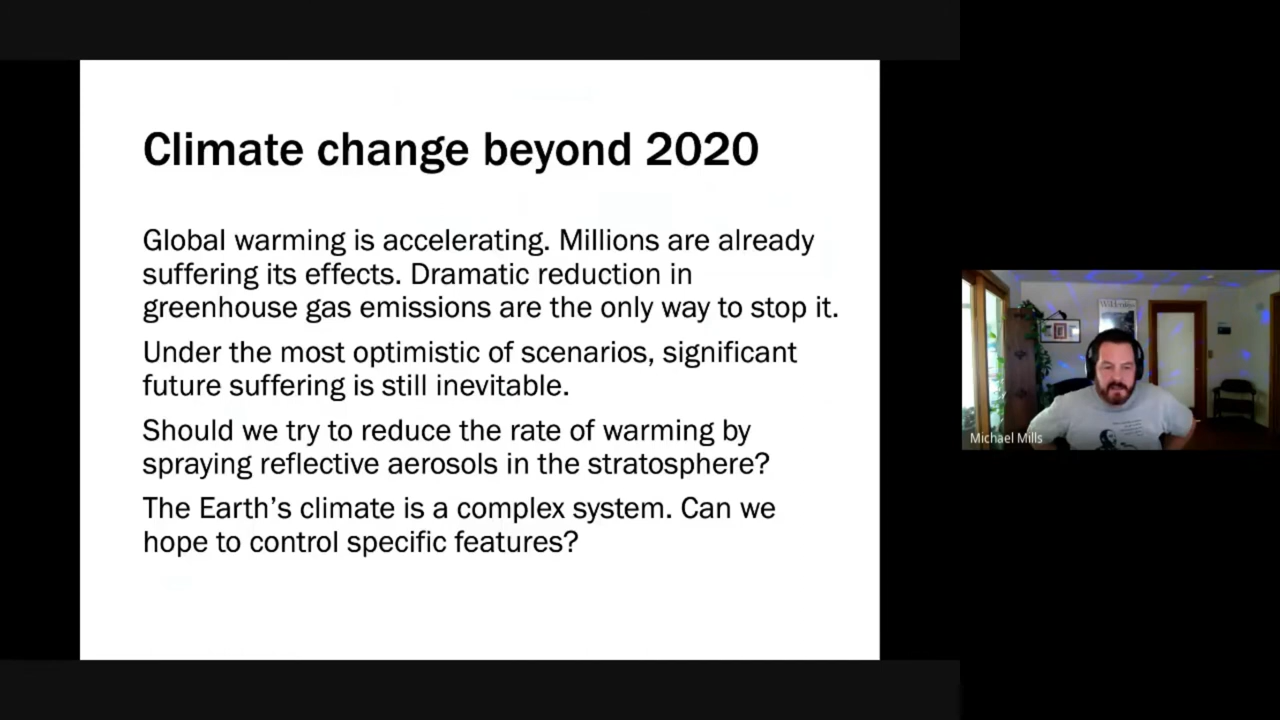 Climate change beyond 2020
Global warming is accelerating. Millions are already
suffering its effects. Dramatic reduction in
greenhouse gas emissions are the only way to stop it.
Under the most optimistic of scenarios, significant
future suffering is still inevitable.
Should we try to reduce the rate of warming by
spraying reflective aerosols in the stratosphere?
The Earth's climate is a complex system. Can we
hope to control specific features?
Michael Mills